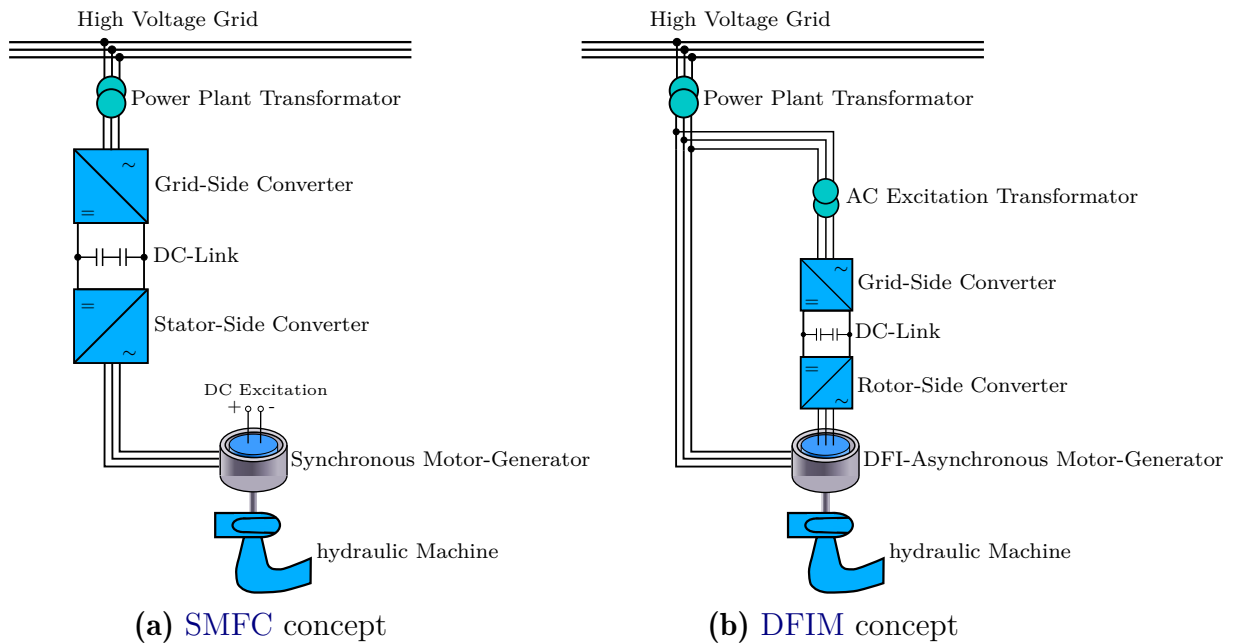 High Voltage Grid
Power Plant Transformator
∼
Grid-Side Converter
=
DC-Link
=
Stator-Side Converter
∼
DC Excitation
+ -
Synchronous Motor-Generator
hydraulic Machine
(a) SMFC concept
High Voltage Grid
Power Plant Transformator
AC Excitation Transformator
∼
Grid-Side Converter
=
DC-Link
=
Rotor-Side Converter
∼
DFI-Asynchronous Motor-Generator
hydraulic Machine
(b) DFIM concept